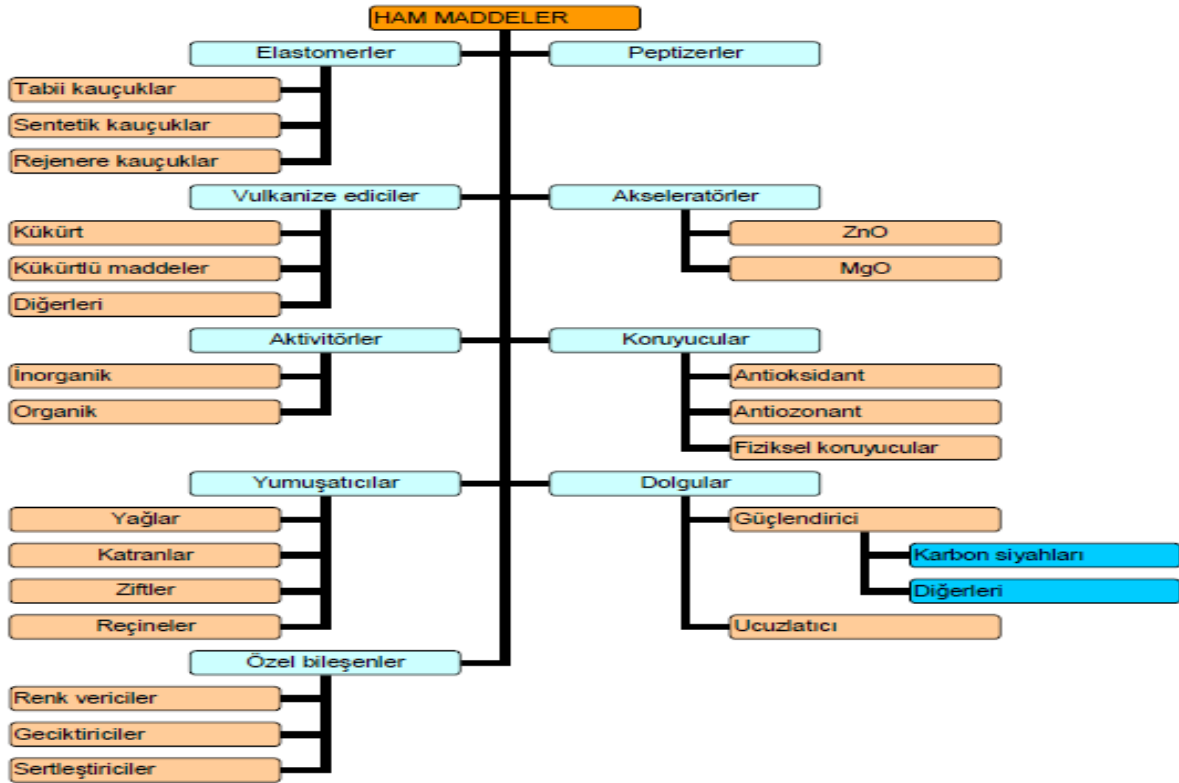 HAM MADDELER
Elastomerler
Peptizerler
Tabii kauçuklar
Sentetik kauçuklar
Rejenere kauçuklar
Vulkanize ediciler
Akseleratörler
Kükürt
ZnO
Kükürtlü maddeler
MgO
Diğerleri
Aktivitörler
Koruyucular
İnorganik
Antioksidant
Organik
Antiozonant
Fiziksel koruyucular
Yumuşatıcılar
Dolgular
Yağlar
Güçlendirici
Katranlar
Karbon siyahları
Ziftler
Diğerleri
Reçineler
Ucuzlatıcı
Özel bileşenler
Renk vericiler
Geciktiriciler
Sertleştiriciler